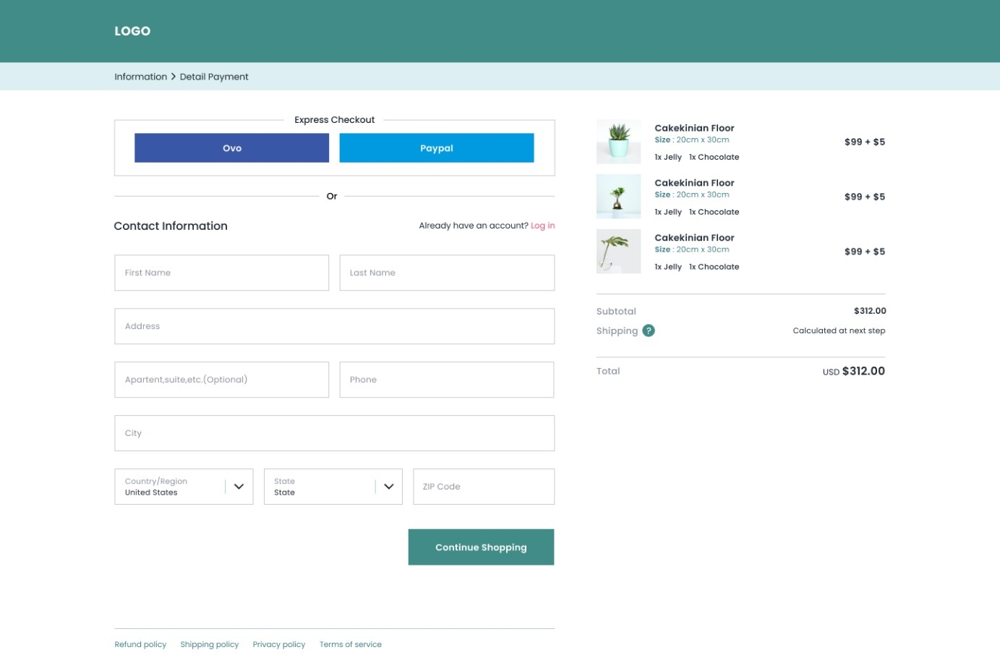 LOGO
Information > Detail Payment
Express Checkout
Ovo
Paypal
Or
Contact Information
Already have an account? Log in
First Name
Last Name
Address
Apartent,suite,etc.(Optional)
Phone
City
Country/Region
United States
State
State
ZIP Code
Continue Shopping
Refund policy
Shipping policy
Privacy policy
Terms of service
Cakekinian Floor
Size : 20cm x 30cm
1x Jelly 1x Chocolate
$99 + $5
Cakekinian Floor
Size : 20cm x 30cm
1x Jelly 1x Chocolate
$99 + $5
Cakekinian Floor
Size : 20cm x 30cm
1x Jelly 1x Chocolate
$99 + $5
Subtotal
$312.00
Shipping ?
Calculated at next step
Total
USD $312.00